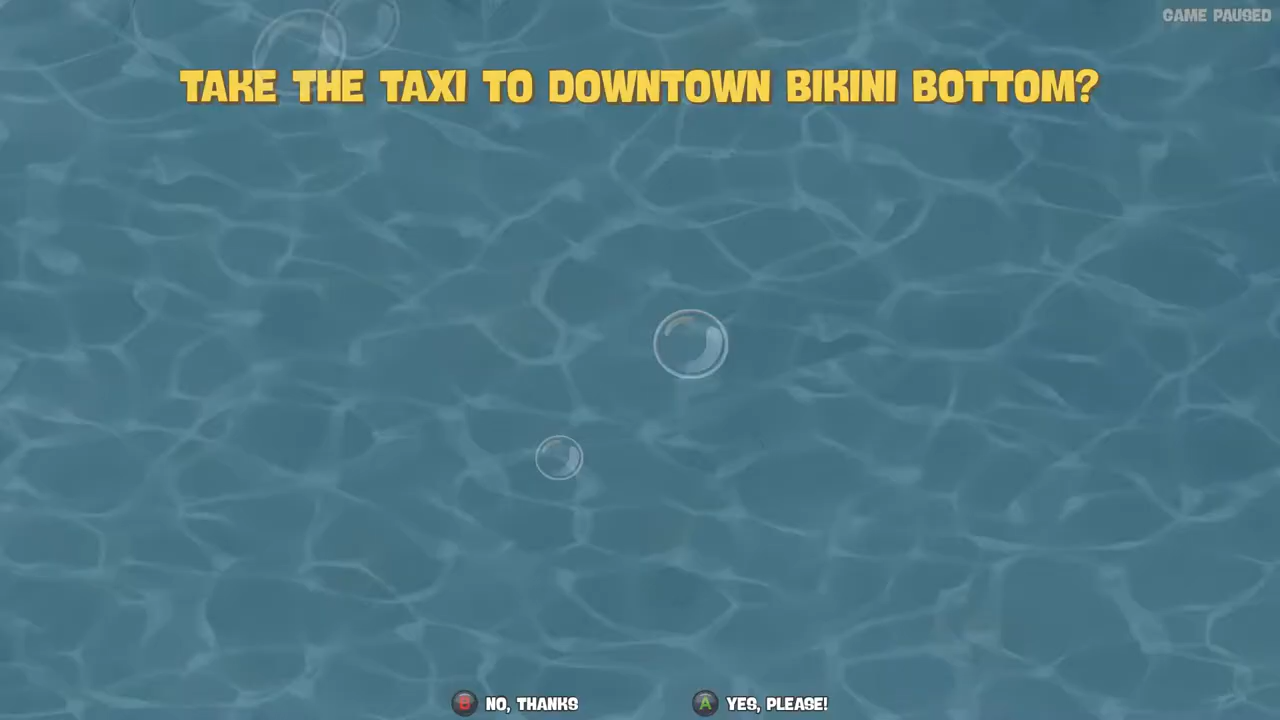 GAME PAUSED
TAKE THE TAXI TO DOWNTOWN BIKINI BOTTOM?
B NO, THANKS
A YES, PLEASE!